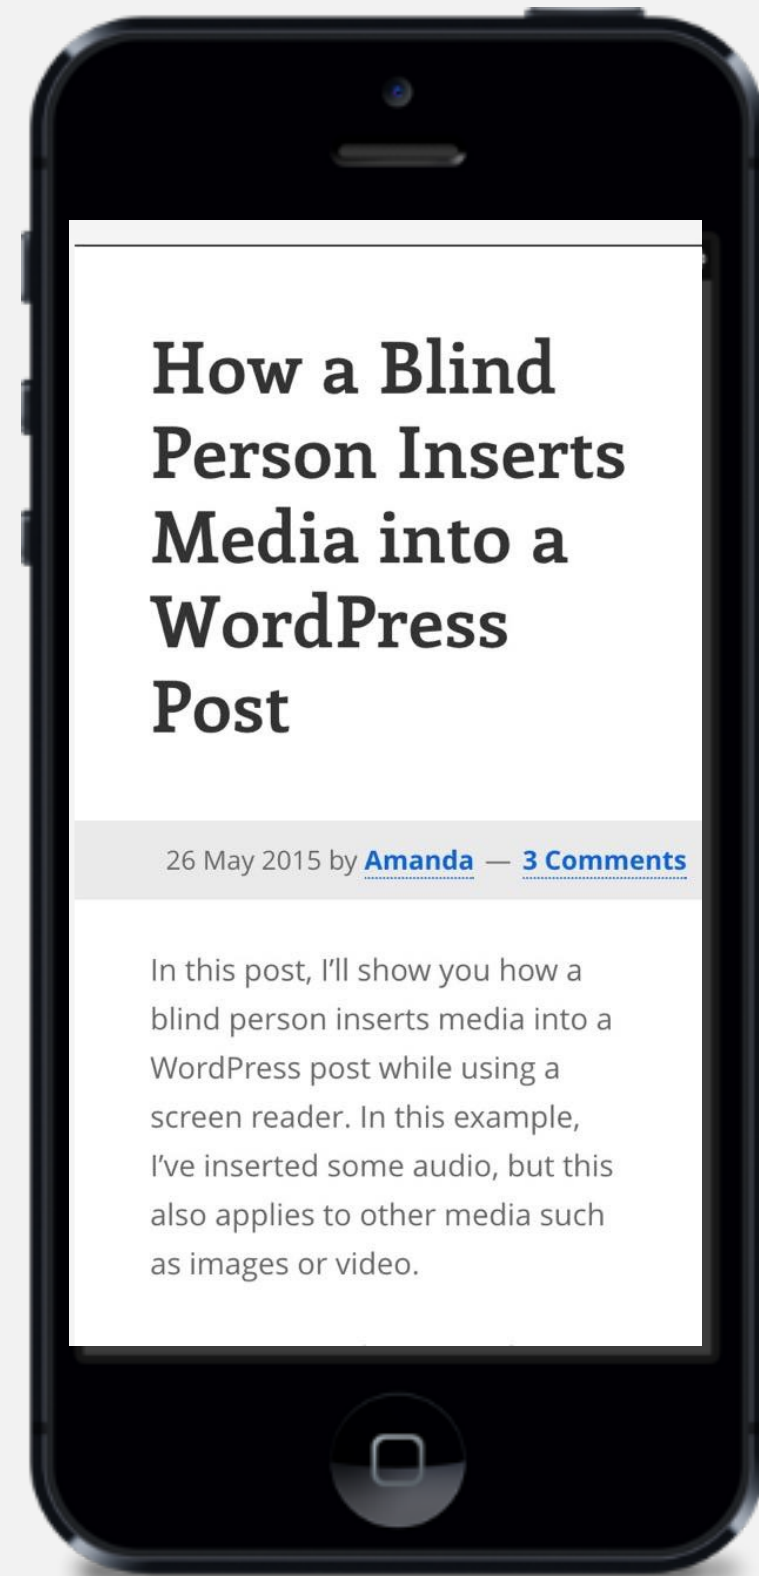 How a Blind
Person Inserts
Media into a
WordPress
Post
26 May 2015 by Amanda — 3 Comments
In this post, I’ll show you how a
blind person inserts media into a
WordPress post while using a
screen reader. In this example,
I’ve inserted some audio, but this
also applies to other media such
as images or video.